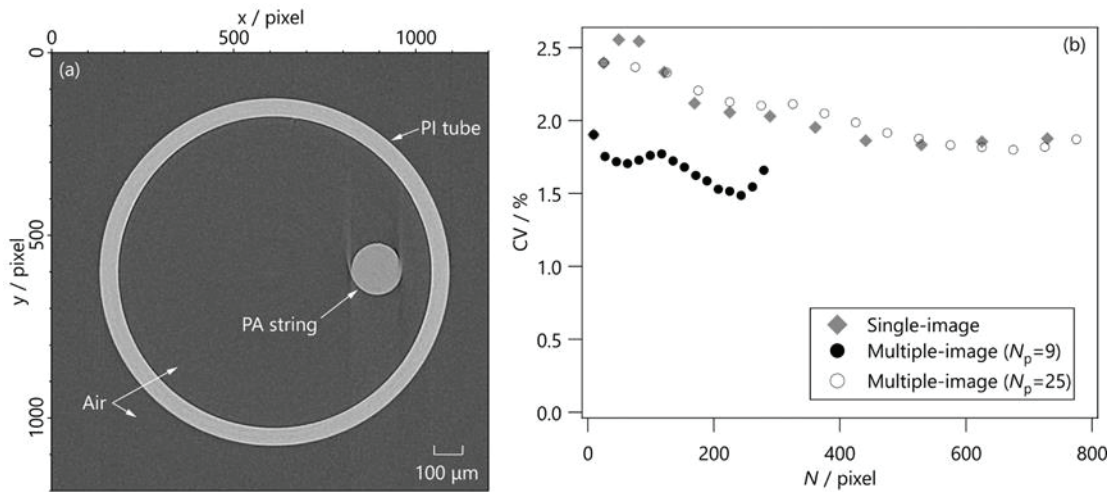 x / pixel
0
500
1000
(a)
0
500
1000
y / pixel
PI tube
PA string
Air
100 μm
(b)
2.5
2.0
1.5
1.0
0.5
0.0
CV / %
Single-image
Multiple-image (Np=9)
Multiple-image (Np=25)
0
200
400
600
800
N / pixel